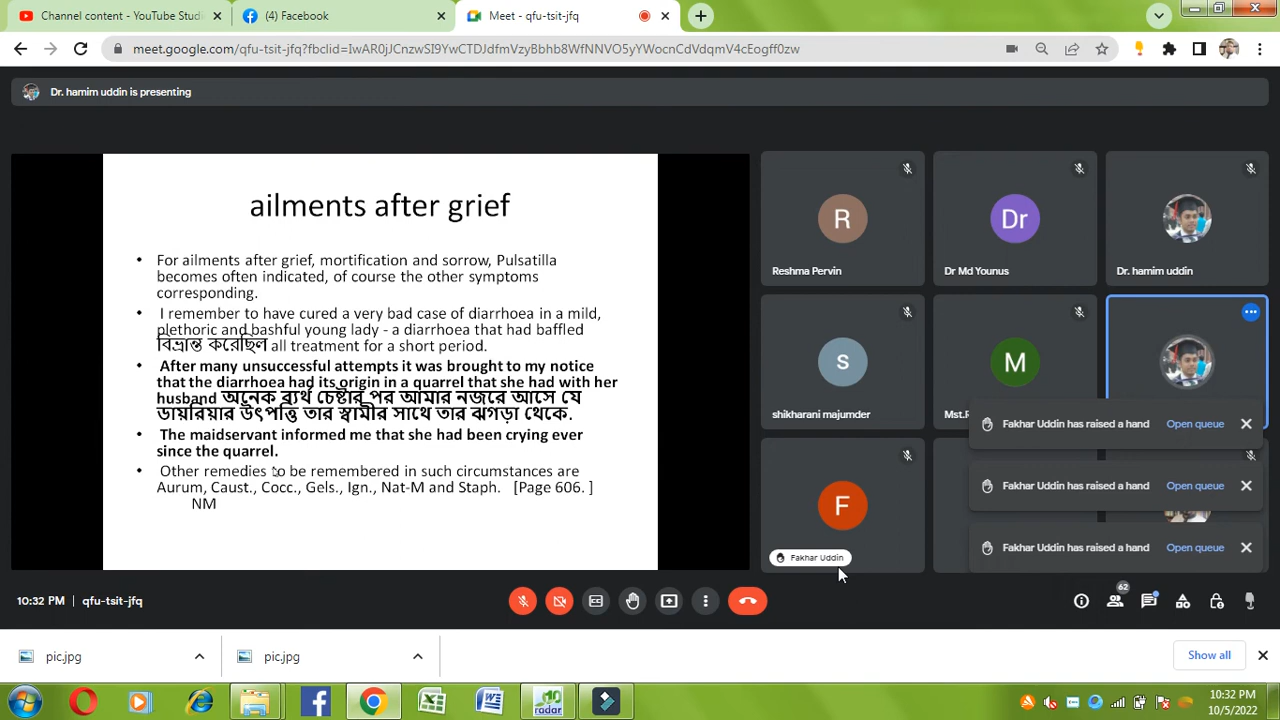 Channel content - YouTube Studi
(4) Facebook
Meet - qfu-tsit-jfq
meet.google.com/qfu-tsit-jfq?fbclid=IwAR0jJCnzwSI9YwCTDJdfmVzyBbhb8WfNNVO5yYWocnCdVdqmV4cEogff0zw
Dr. hamim uddin is presenting
ailments after grief
• For ailments after grief, mortification and sorrow, Pulsatilla
becomes often indicated, of course the other symptoms
corresponding.
• I remember to have cured a very bad case of diarrhoea in a mild,
plethoric and bashful young lady - a diarrhoea that had baffled
বিভ্রান্ত করেছিল all treatment for a short period.
• After many unsuccessful attempts it was brought to my notice
that the diarrhoea had its origin in a quarrel that she had with her
husband অনেক ব্যর্থ চেষ্টার পর আমার নজরে আসে যে
ডায়রিয়ার উৎপত্তি তার স্বামীর সাথে তার ঝগড়া থেকে.
• The maidservant informed me that she had been crying ever
since the quarrel.
• Other remedies to be remembered in such circumstances are
Aurum, Caust., Cocc., Gels., Ign., Nat-M and Staph. [Page 606. ]
NM
R
Reshma Pervin
Dr
Dr Md Younus
Dr. hamim uddin
s
shikharani majumder
M
Mst.R
Fakhar Uddin has raised a hand Open queue
Fakhar Uddin has raised a hand Open queue
Fakhar Uddin has raised a hand Open queue
F
Fakhar Uddin
10:32 PM | qfu-tsit-jfq
62
pic.jpg
pic.jpg
Show all
10
radar
10:32 PM
10/5/2022